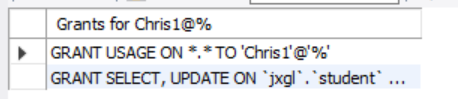 Grants for Chris1@%
GRANT USAGE ON *.* TO 'Chris1'@'%'
GRANT SELECT, UPDATE ON `jxgl`.`student` ...